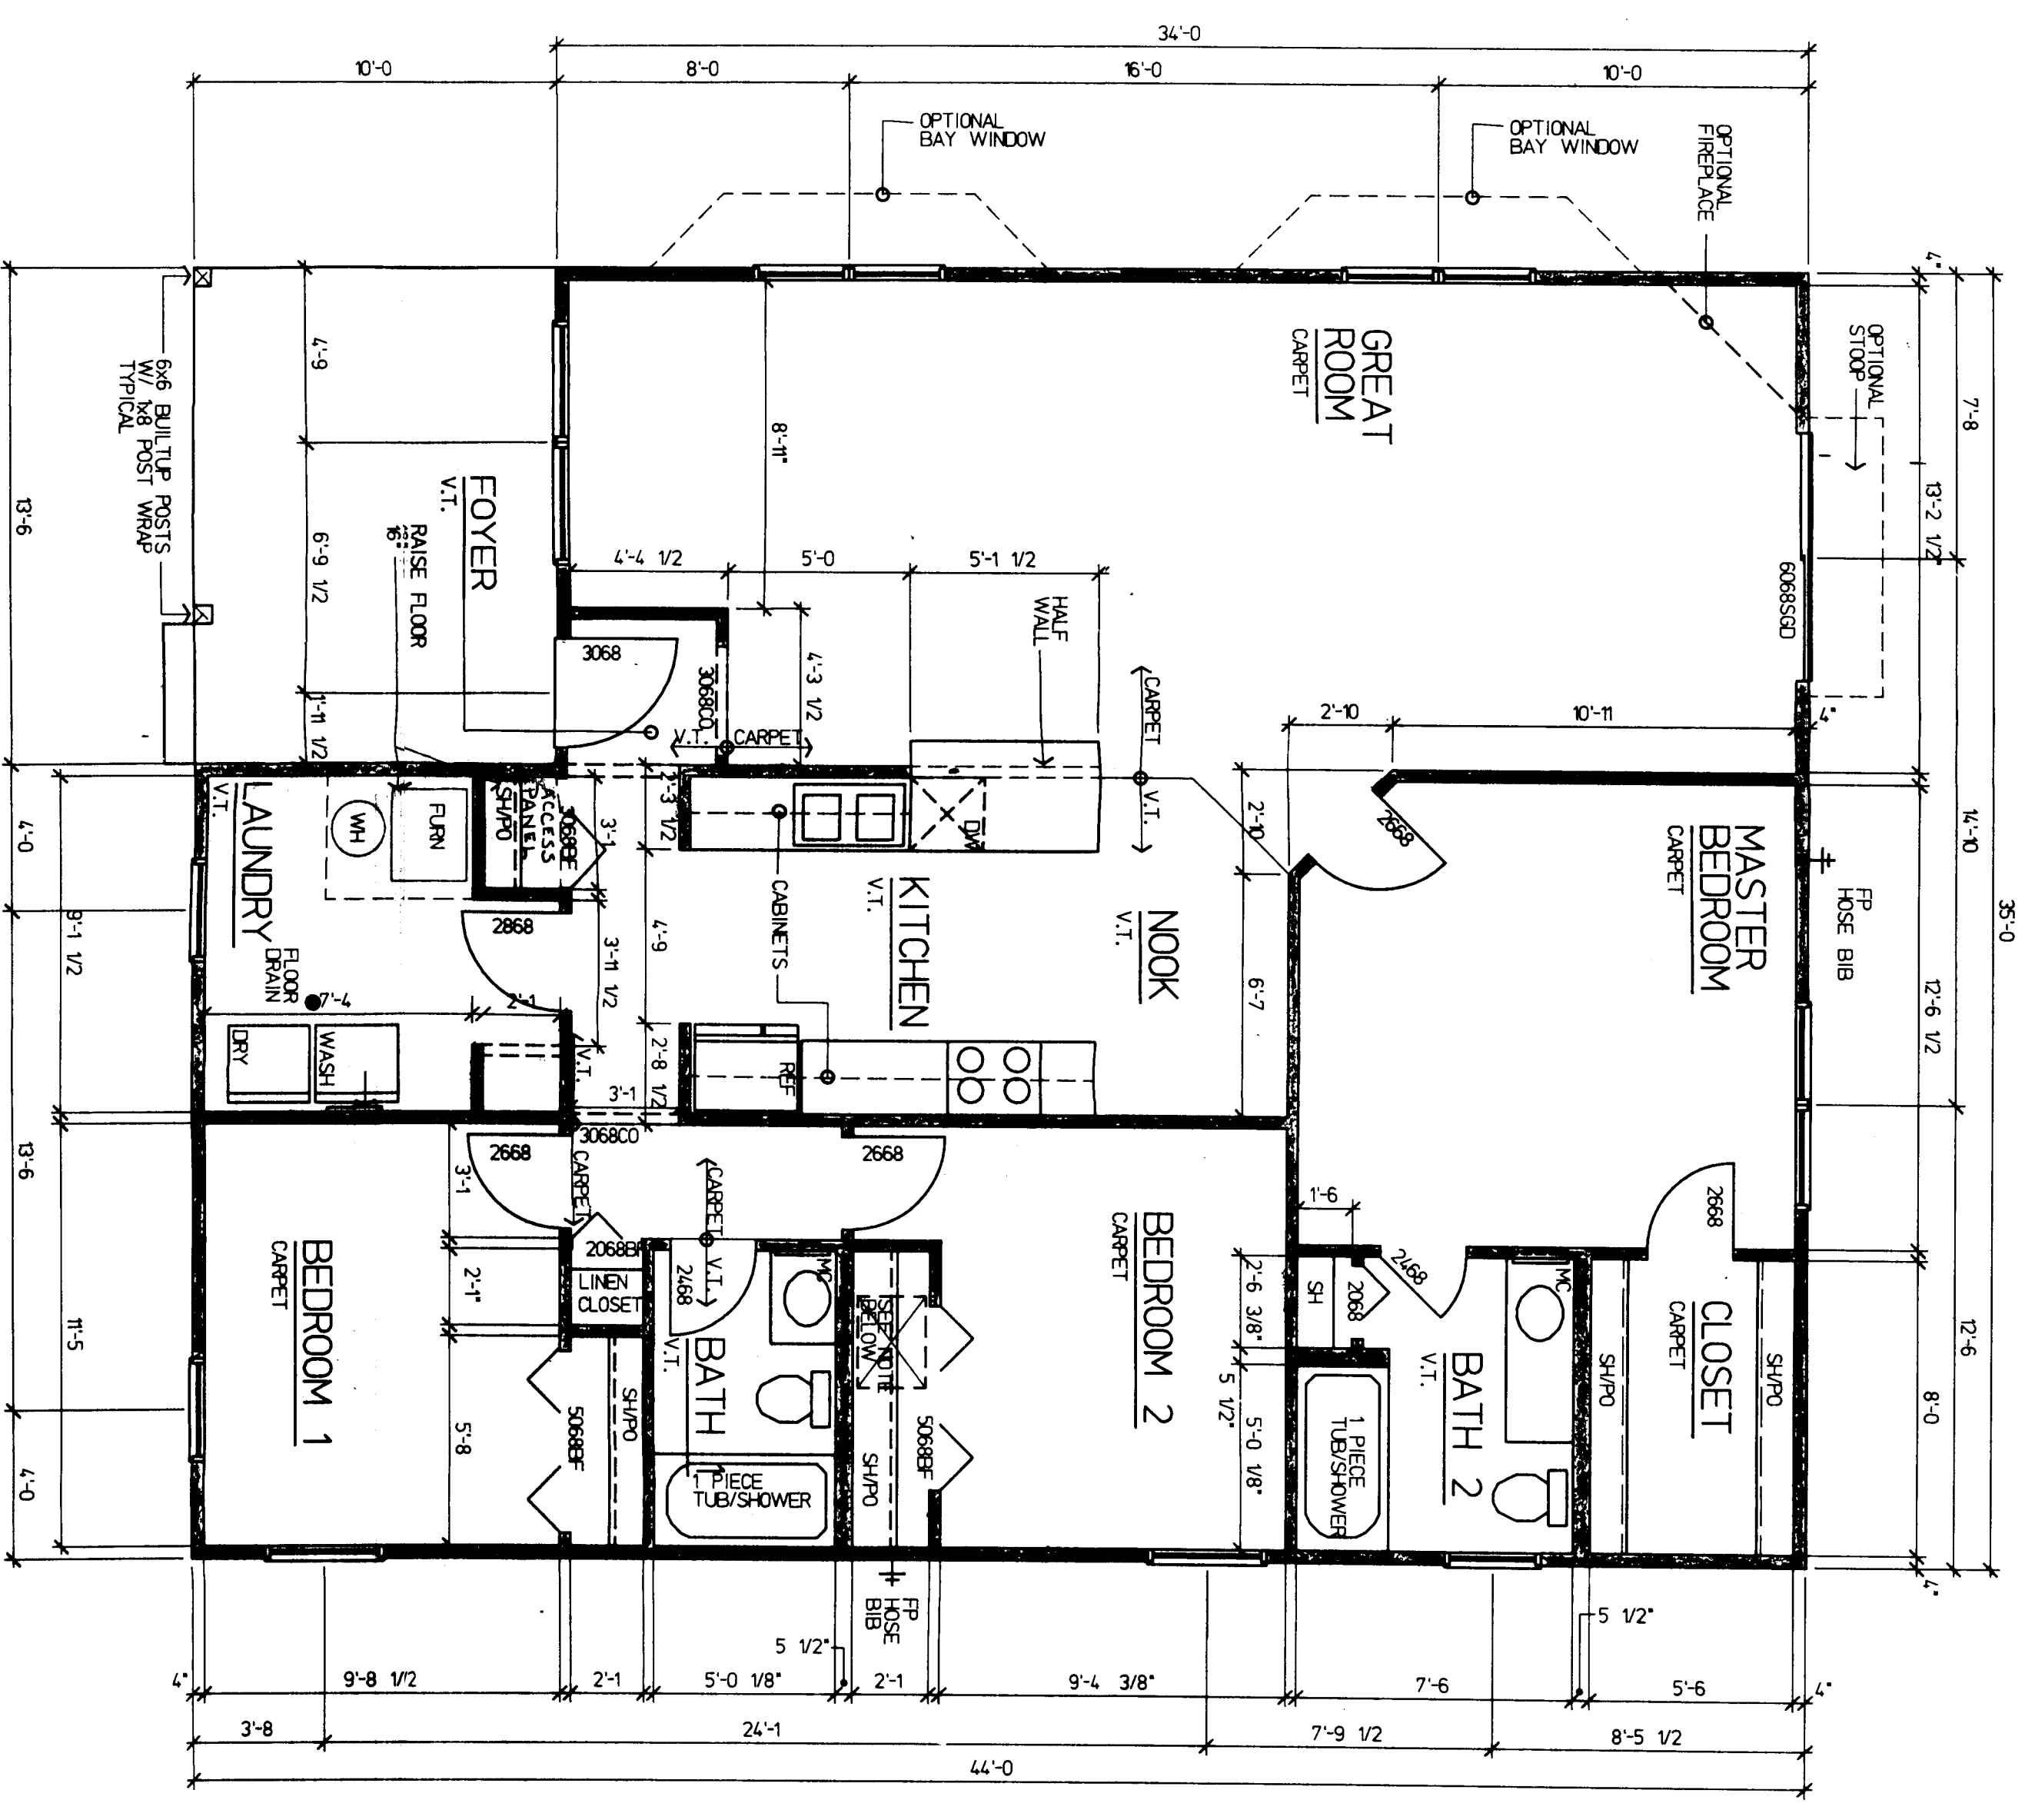 34'-0
10'-0
8'-0
16'-0
10'-0
OPTIONAL
BAY WINDOW
OPTIONAL
BAY WINDOW
OPTIONAL
FIREPLACE
4"
7'-8
OPTIONAL
STOOP
13'-2 1/2"
14'-10
35'-0
6068SGD
GREAT
ROOM
CARPET
8'-11"
4'-9
6'-9 1/2
1'-11 1/2
13'-6
6x6 BUILTUP POSTS
W/ 1x8 POST WRAP
TYPICAL
FOYER
V.T.
RAISE FLOOR
16"
4'-4 1/2
5'-0
5'-1 1/2
HALF
WALL
3068
3068CO
4'-3 1/2
V.T.
CARPET
CARPET
V.T.
2'-10
10'-11
4"
2'-10
2668
MASTER
BEDROOM
CARPET
FP
HOSE BIB
12'-6 1/2
LAUNDRY
V.T.
WH
FURN
SH/PO
ACCESS
PANEL
3068BF
3'-1
2'-3 1/2
DW
CABINETS
KITCHEN
V.T.
NOOK
V.T.
6'-7
4'-0
9'-1 1/2
2868
3'-11 1/2
4'-9
FLOOR
DRAIN
7'-4
2'-1
DRY
WASH
V.T.
REF
2'-8 1/2
3'-1
3068CO
2668
3'-1
CARPET
CARPET
V.T.
2668
13'-6
BEDROOM 1
CARPET
2'-1"
2068BF
LINEN
CLOSET
2468
MC
BEDROOM 2
CARPET
1'-6
2'-6 3/8"
SH
2068
2468
MC
2668
12'-6
CLOSET
CARPET
SH/PO
SH/PO
8'-0
11'-5
5'-8
5068BF
SH/PO
BATH 1
V.T.
1 PIECE
TUB/SHOWER
SEE NOTE
BELOW
SH/PO
5068BF
5 1/2"
5'-0 1/8"
1 PIECE
TUB/SHOWER
BATH 2
V.T.
4'-0
4"
FP
HOSE
BIB
5 1/2"
5 1/2"
4"
9'-8 1/2
2'-1
5'-0 1/8"
2'-1
9'-4 3/8"
7'-6
5'-6
4"
3'-8
24'-1
7'-9 1/2
8'-5 1/2
44'-0